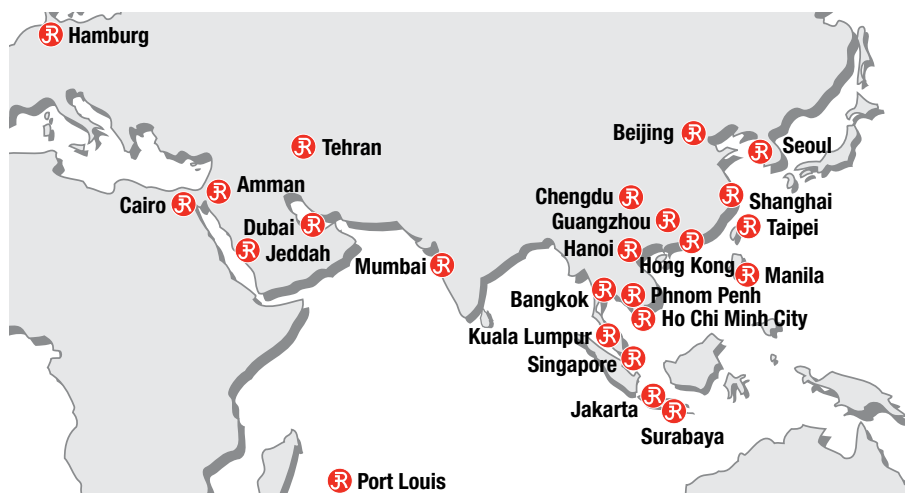 Hamburg
Beijing
Seoul
Tehran
Amman
Cairo
Chengdu
Shanghai
Guangzhou
Taipei
Dubai
Jeddah
Hanoi
Hong Kong
Mumbai
Manila
Bangkok
Phnom Penh
Ho Chi Minh City
Kuala Lumpur
Singapore
Jakarta
Surabaya
Port Louis